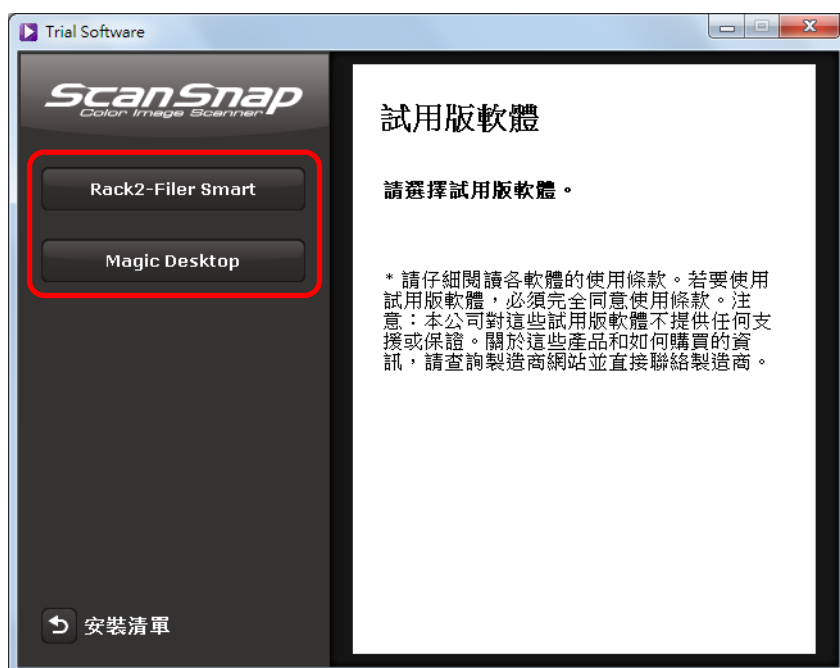 Trial Software
ScanSnap
Color Image Scanner
Rack2-Filer Smart
Magic Desktop
安裝清單
試用版軟體
請選擇試用版軟體。
* 請仔細閱讀各軟體的使用條款。若要使用
試用版軟體，必須完全同意使用條款。注
意：本公司對這些試用版軟體不提供任何支
援或保證。關於這些產品和如何購買的資
訊，請查詢製造商網站並直接聯絡製造商。